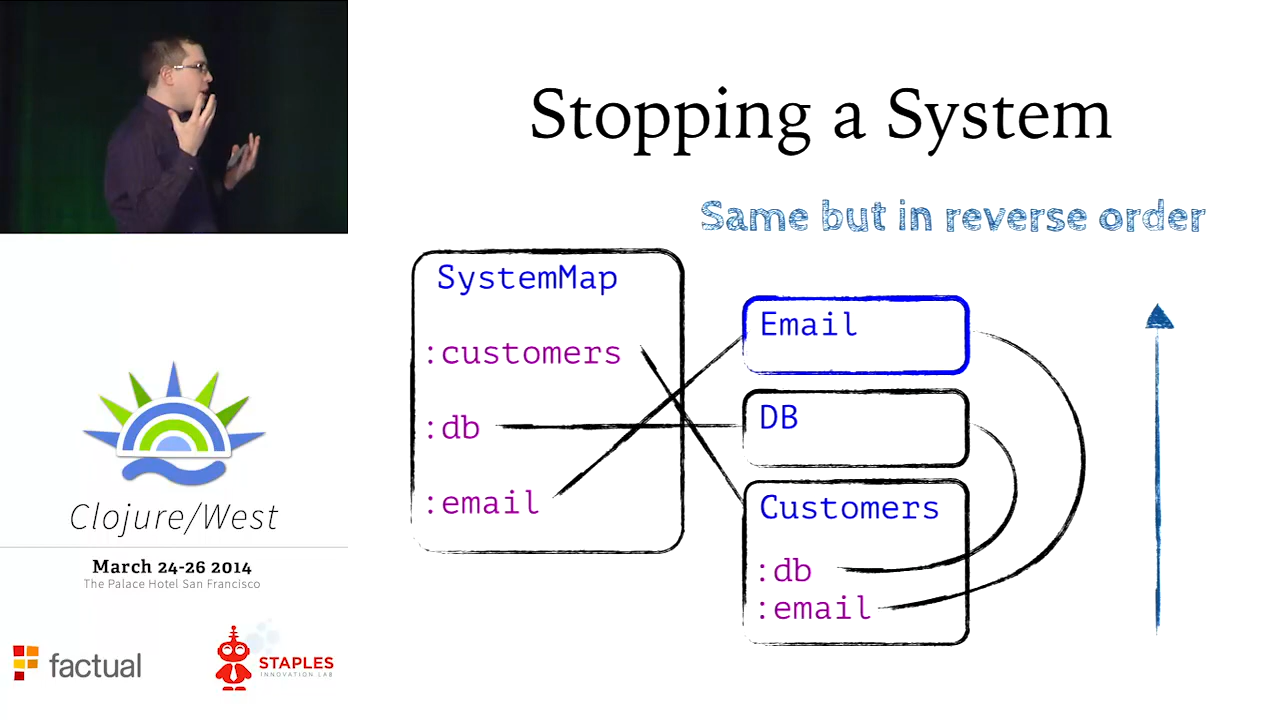 Stopping a System
Same but in reverse order
SystemMap
:customers
:db
:email
Email
DB
Customers
:db
:email
Clojure/West
March 24-26 2014
The Palace Hotel San Francisco
factual
STAPLES
INNOVATION LAB